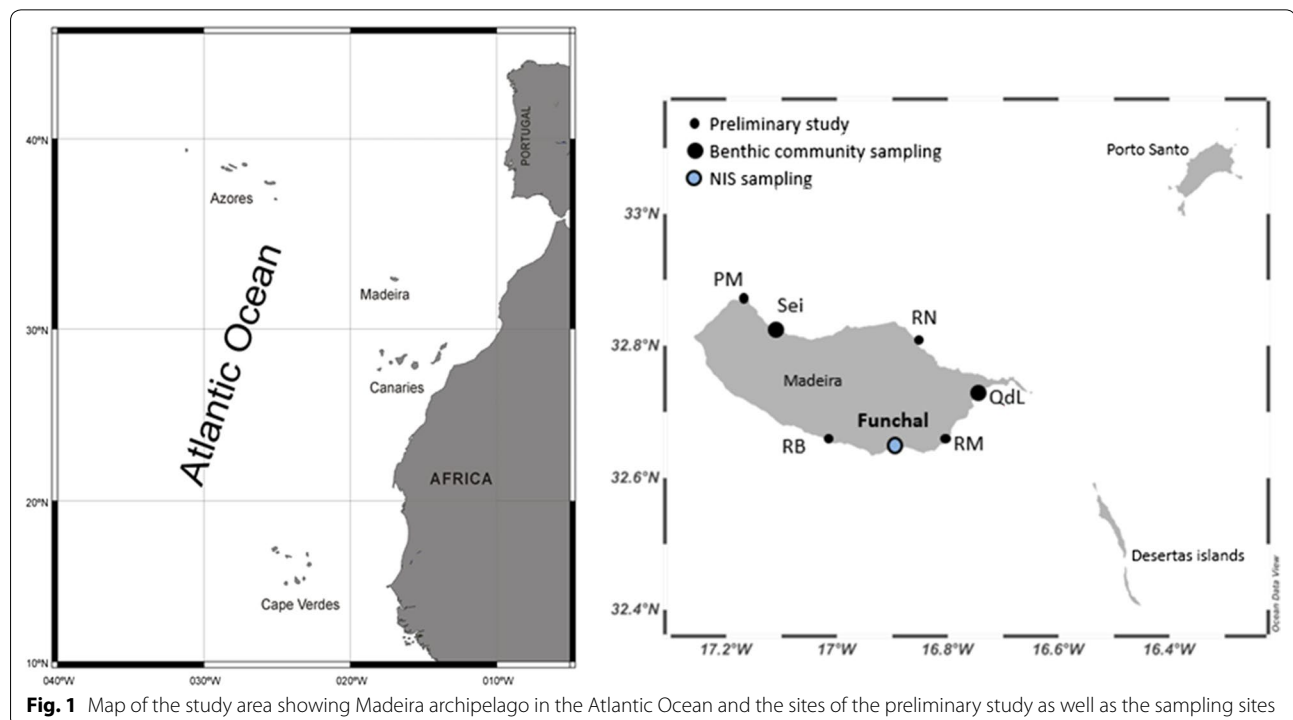 40°N
30°N
20°N
10°N
040°W
030°W
020°W
010°W
Azores
Madeira
Canaries
Cape Verdes
Atlantic Ocean
PORTUGAL
AFRICA
Preliminary study
Benthic community sampling
NIS sampling
Porto Santo
33°N
32.8°N
32.6°N
32.4°N
PM
Sei
RN
Madeira
QdL
Funchal
RB
RM
Desertas islands
Ocean Data View
17.2°W
17°W
16.8°W
16.6°W
16.4°W
Fig. 1 Map of the study area showing Madeira archipelago in the Atlantic Ocean and the sites of the preliminary study as well as the sampling sites